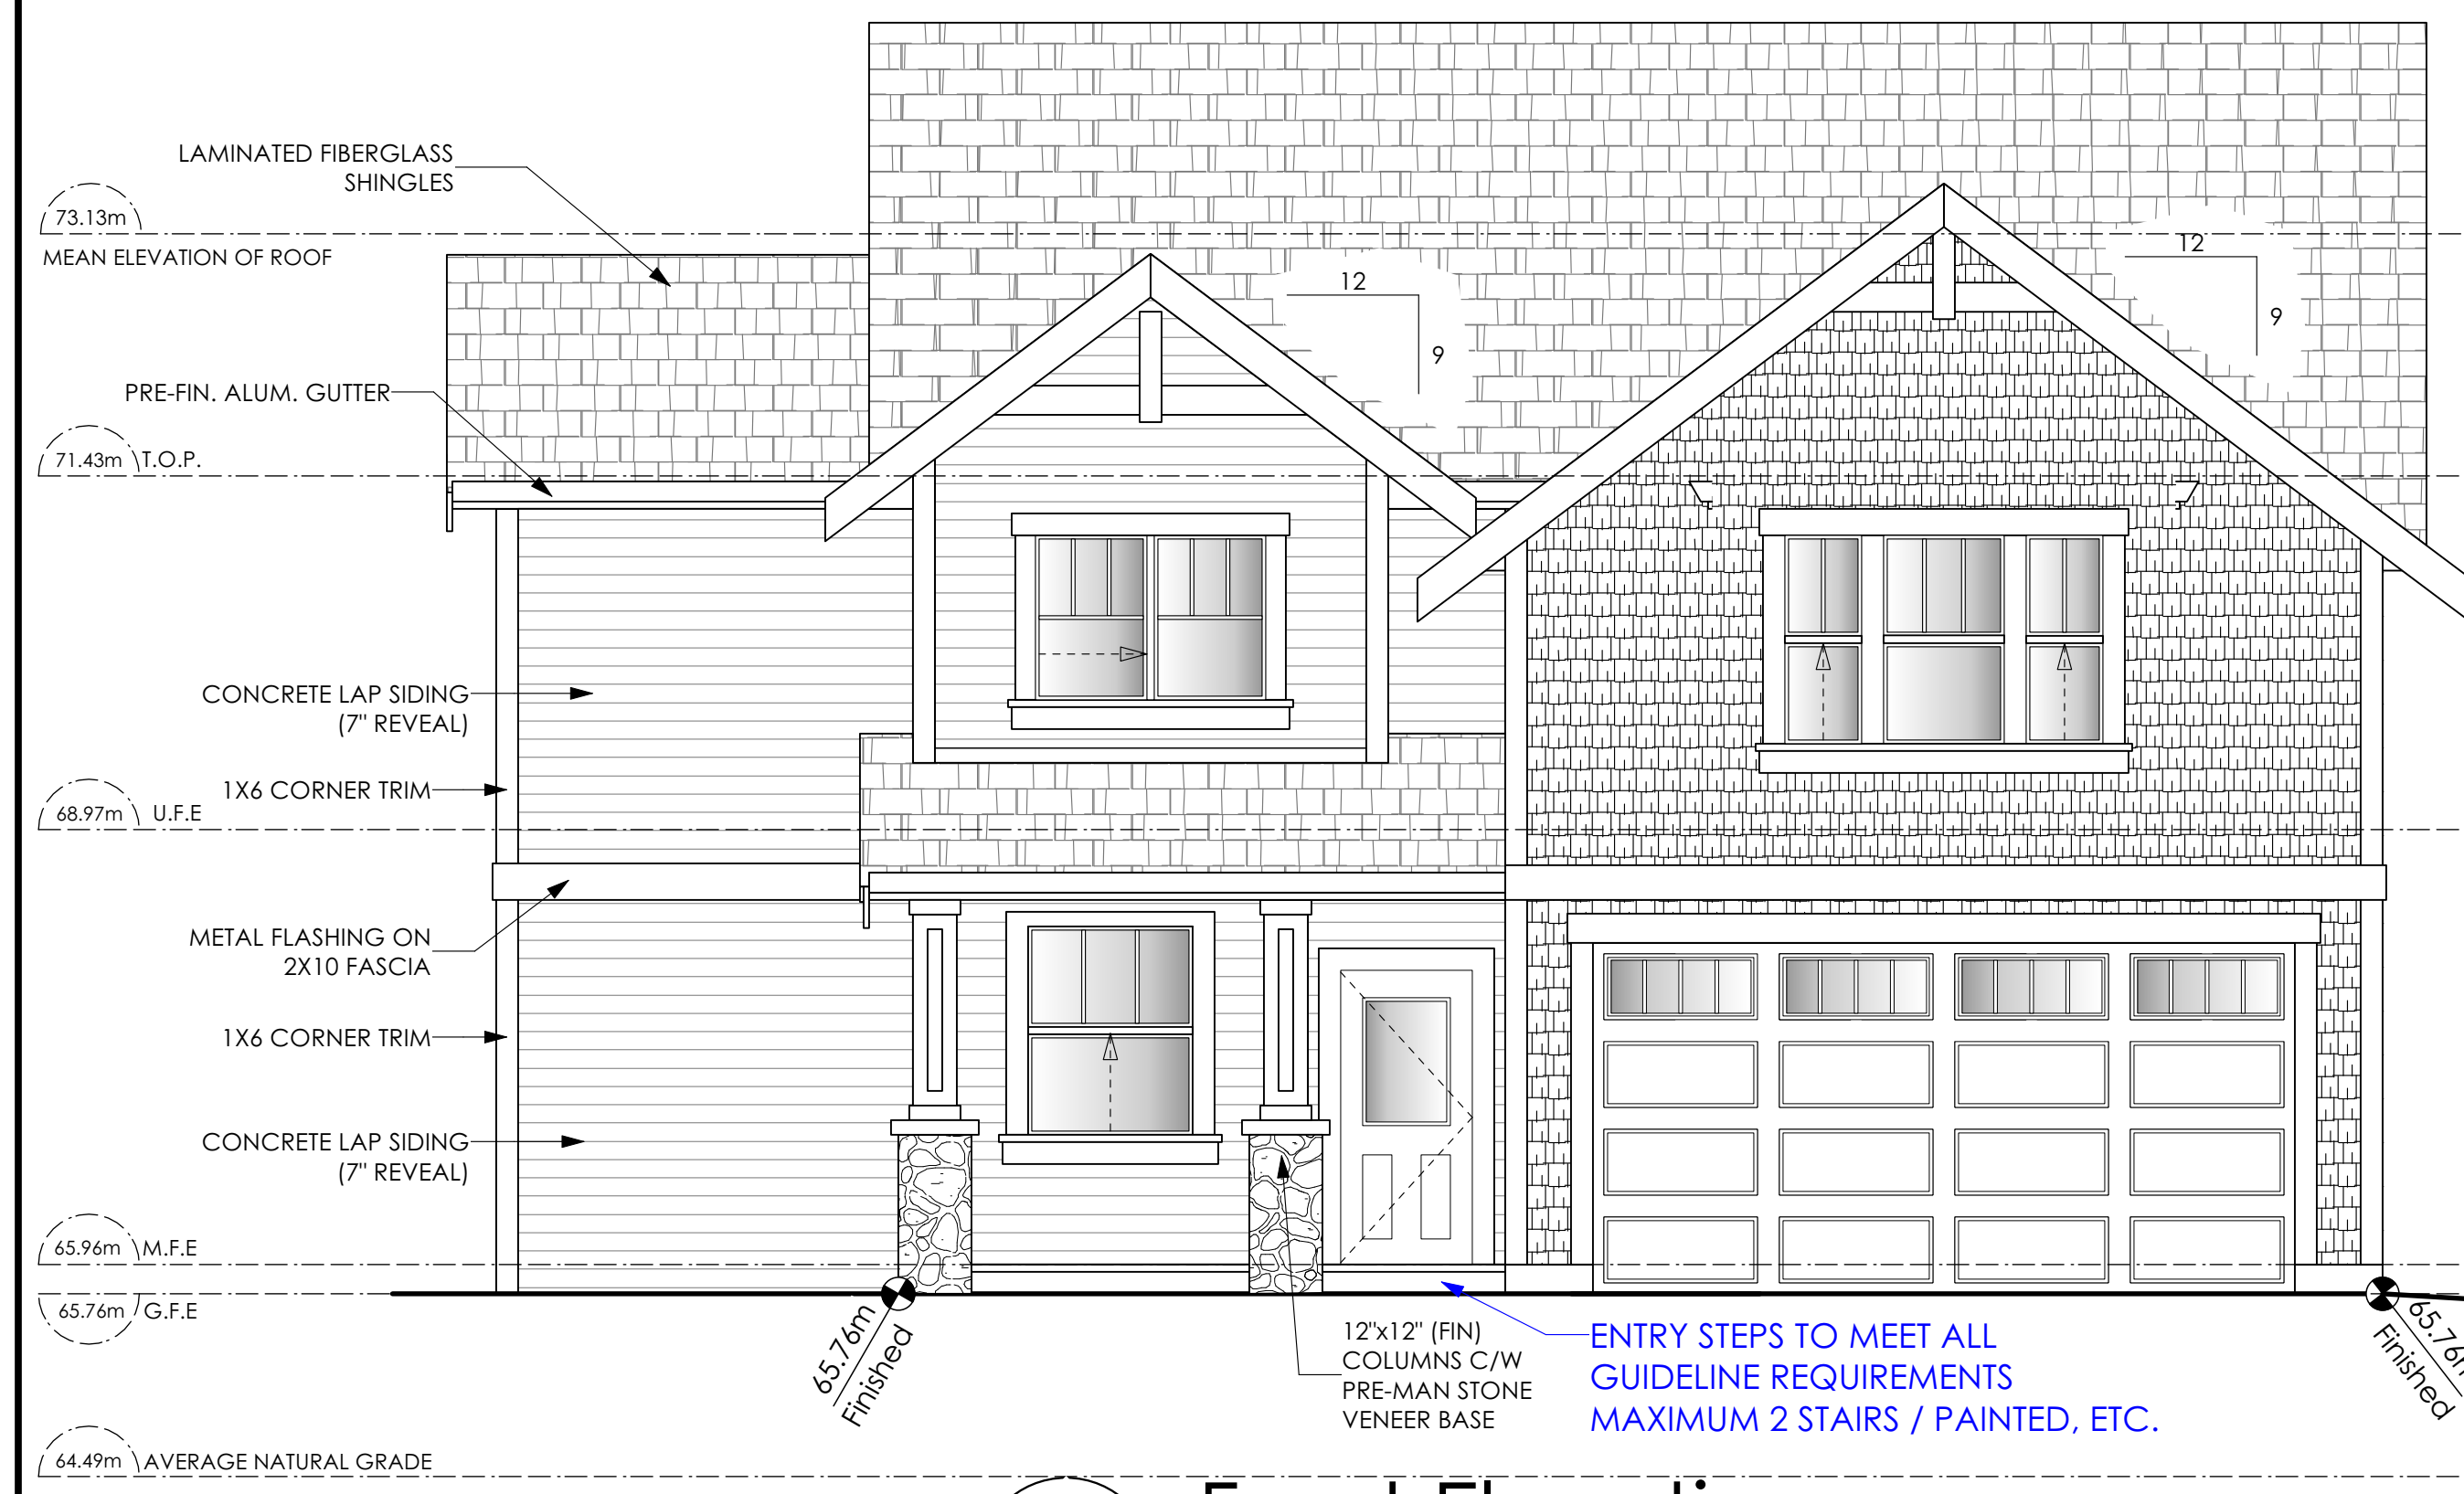 LAMINATED FIBERGLASS
SHINGLES
73.13m
MEAN ELEVATION OF ROOF
12
9
12
9
PRE-FIN. ALUM. GUTTER
71.43m T.O.P.
CONCRETE LAP SIDING
(7" REVEAL)
1X6 CORNER TRIM
68.97m U.F.E
METAL FLASHING ON
2X10 FASCIA
1X6 CORNER TRIM
CONCRETE LAP SIDING
(7" REVEAL)
65.96m M.F.E
65.76m G.F.E
65.76m
Finished
12"x12" (FIN)
COLUMNS C/W
PRE-MAN STONE
VENEER BASE
ENTRY STEPS TO MEET ALL
GUIDELINE REQUIREMENTS
MAXIMUM 2 STAIRS / PAINTED, ETC.
65.76m
Finished
64.49m AVERAGE NATURAL GRADE